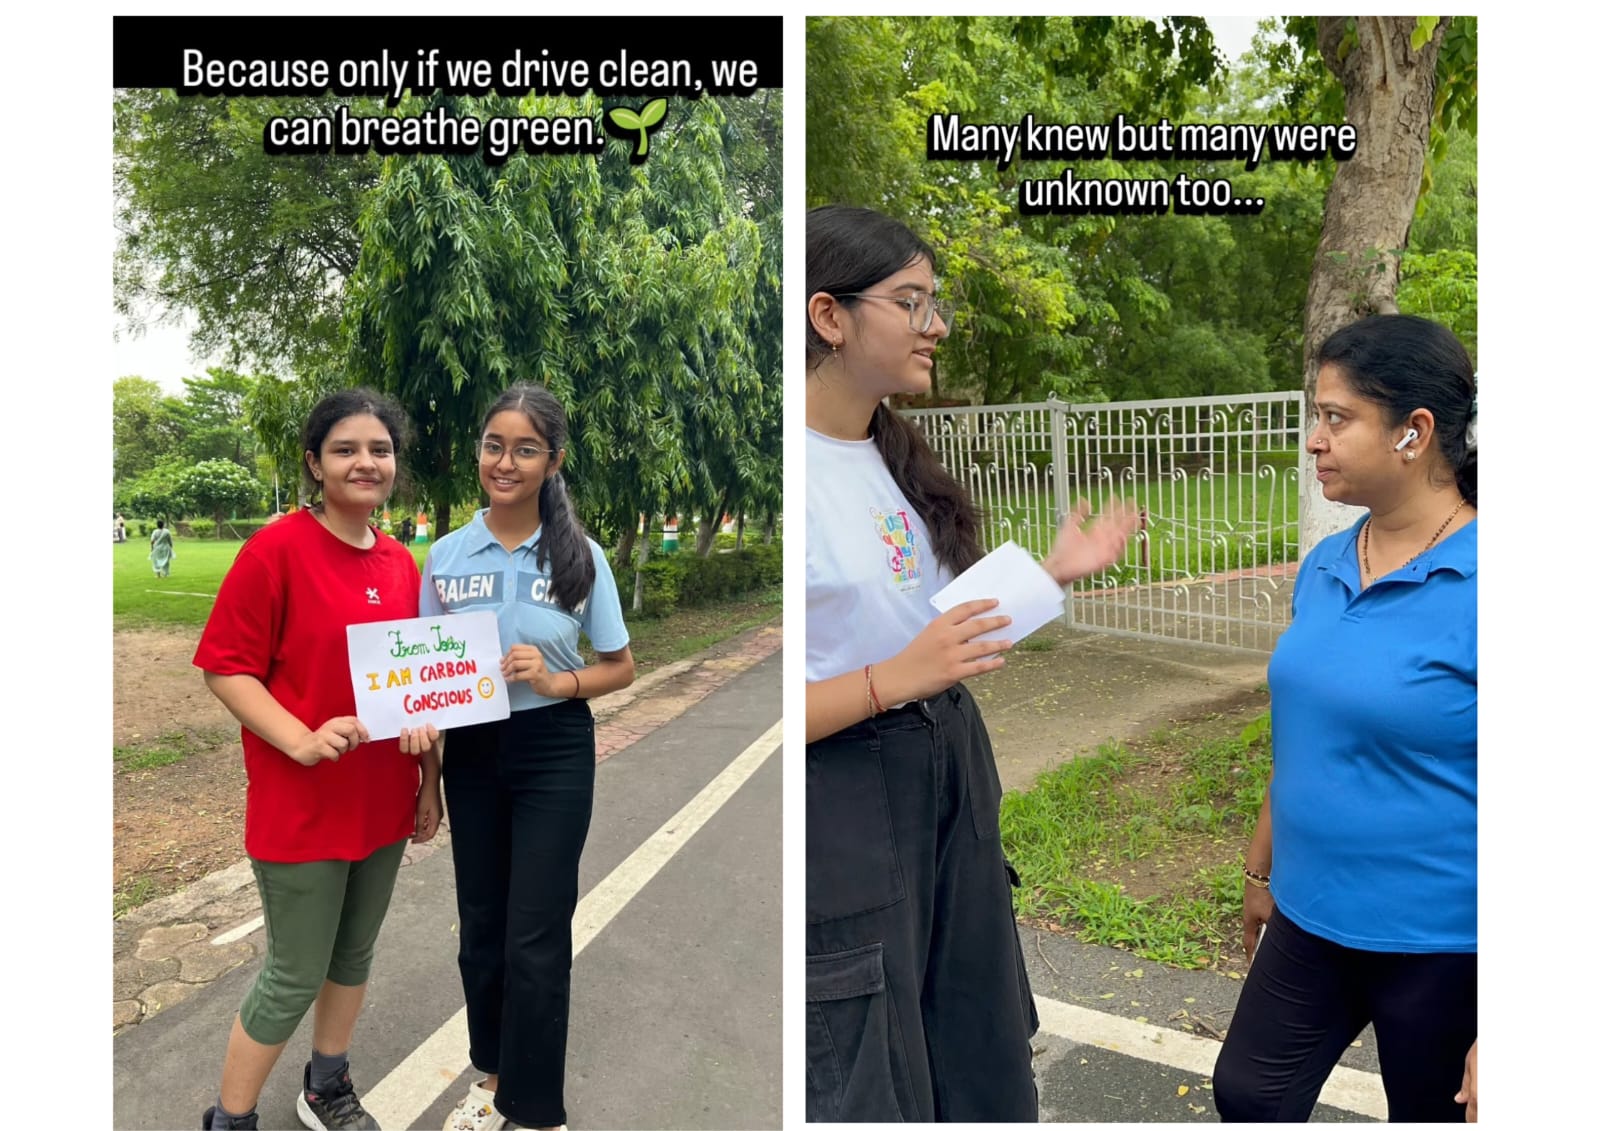 Because only if we drive clean, we
can breathe green.🌱
BALEN
From Today
I AM CARBON
CONSCIOUS
Many knew but many were
unknown too...